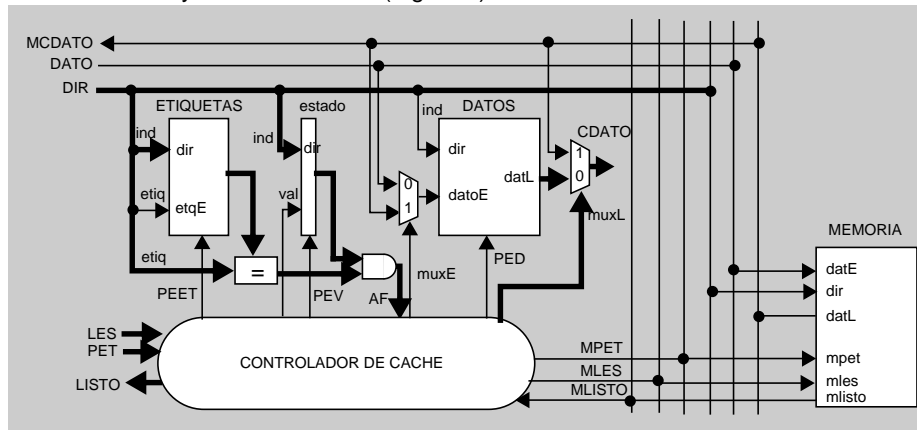 MCDATO
DATO
DIR
ETIQUETAS
estado
ind
DATOS
CDATO
ind
dir
ind
dir
dir
1
0
datL
etiq
etqE
val
0
1
datoE
muxL
MEMORIA
etiq
=
PEET
PEV
AF
muxE
PED
datE
dir
datL
LES
PET
LISTO
CONTROLADOR DE CACHE
MPET
MLES
MLISTO
mpet
mles
mlisto